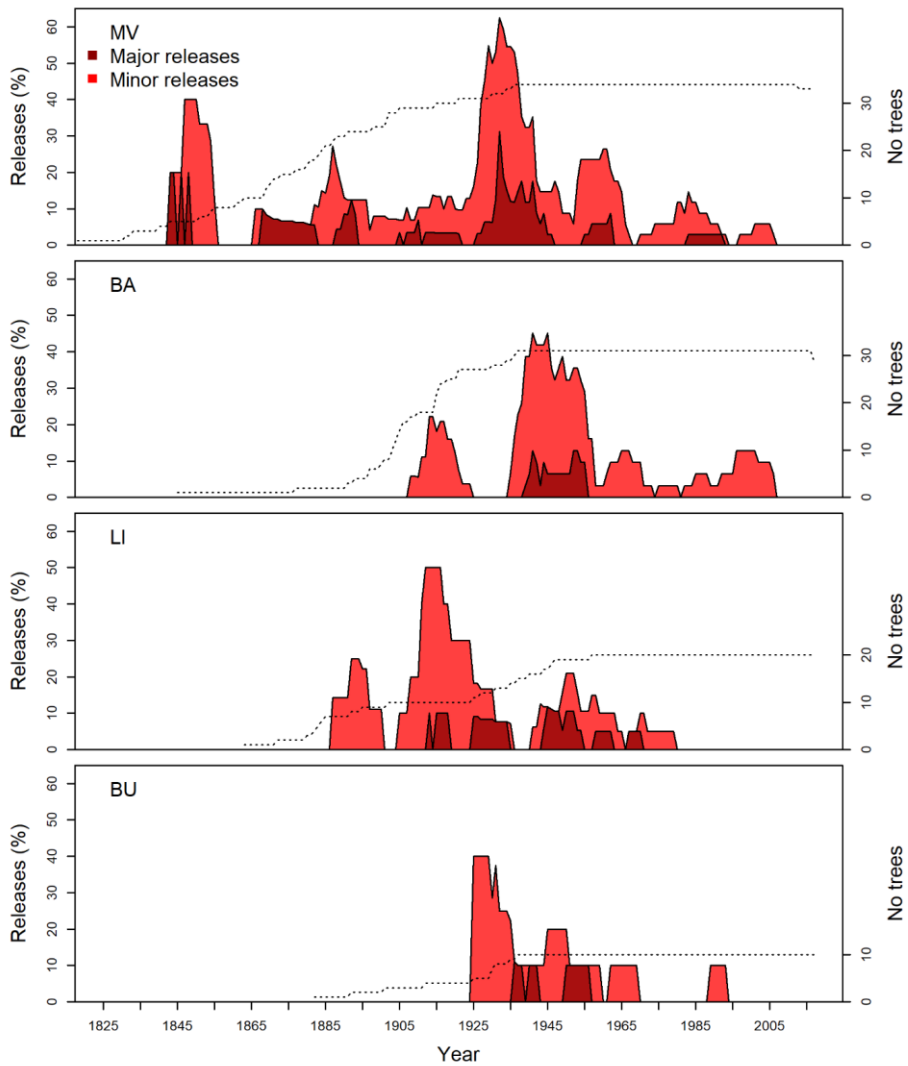 MV
Major releases
Minor releases
Releases (%)
0 10 20 30 40 50 60
No trees
0 10 20 30
BA
Releases (%)
0 10 20 30 40 50 60
No trees
0 10 20 30
LI
Releases (%)
0 10 20 30 40 50 60
No trees
0 10 20
BU
Releases (%)
0 10 20 30 40 50 60
No trees
0 10
1825 1845 1865 1885 1905 1925 1945 1965 1985 2005
Year